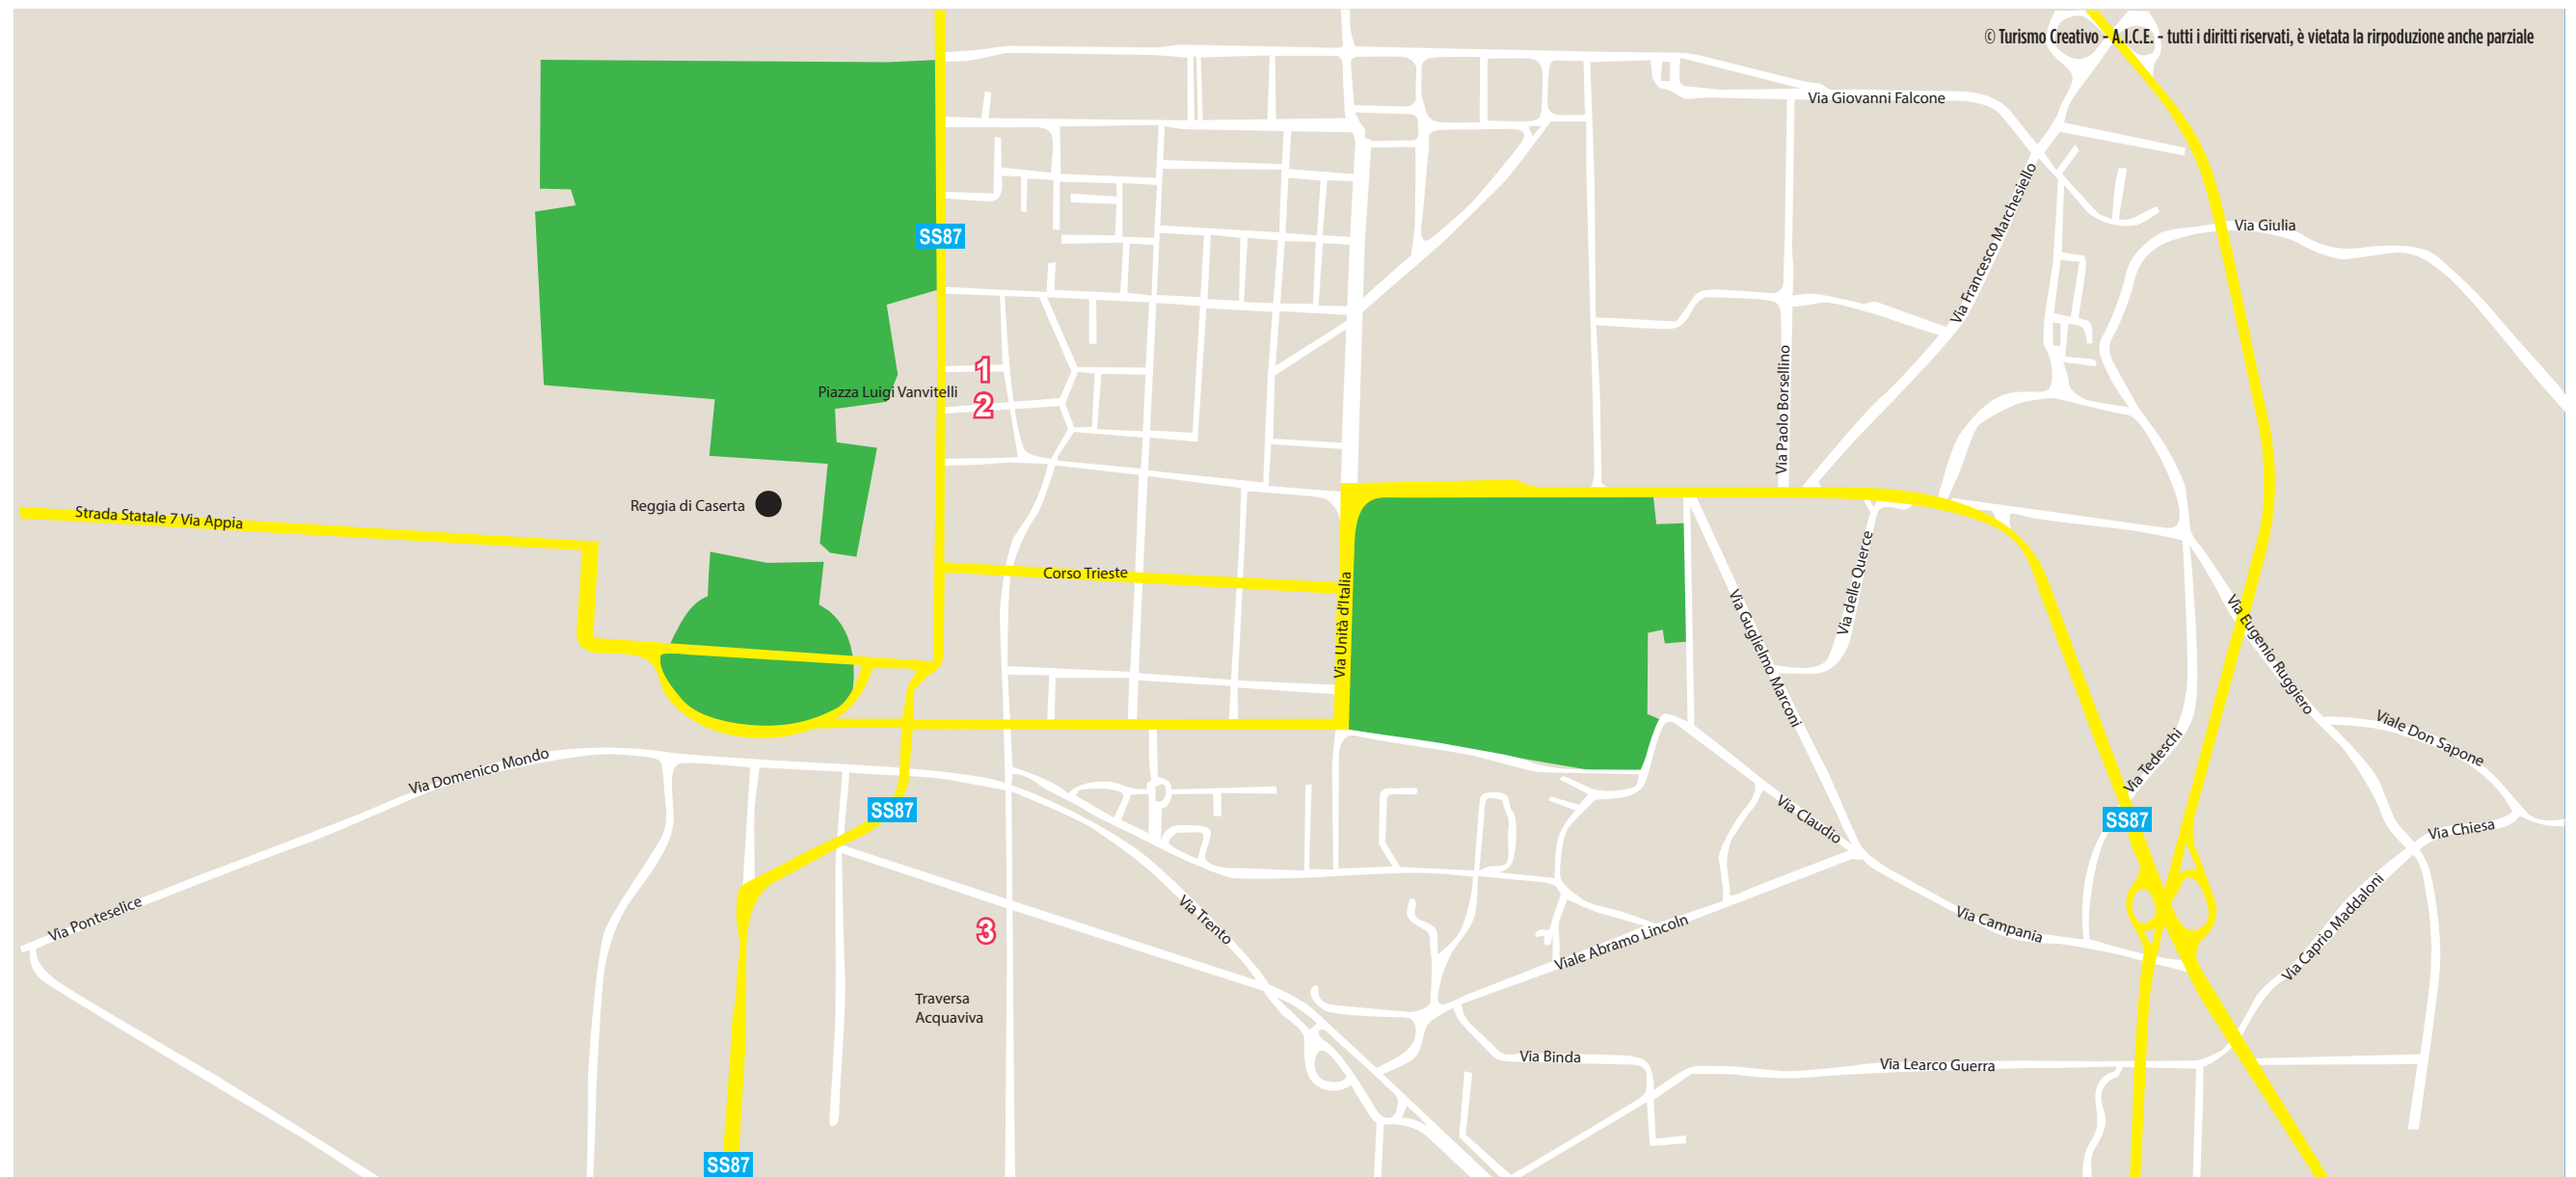 © Turismo Creativo - A.I.C.E. - tutti i diritti riservati, è vietata la rirpoduzione anche parziale
Via Giovanni Falcone
Via Francesco Marchesiello
Via Giulia
SS87
1
Piazza Luigi Vanvitelli
2
Via Paolo Borsellino
Reggia di Caserta
Strada Statale 7 Via Appia
Corso Trieste
Via Unità d'Italia
Via delle Querce
Via Guglielmo Marconi
Via Eugenio Ruggiero
Viale Don Sapone
Via Tedeschi
Via Domenico Mondo
SS87
Via Claudio
SS87
Via Chiesa
Via Ponteselice
Via Trento
3
Viale Abramo Lincoln
Via Campania
Via Caprio Maddaloni
Traversa
Acquaviva
Via Binda
Via Learco Guerra
SS87